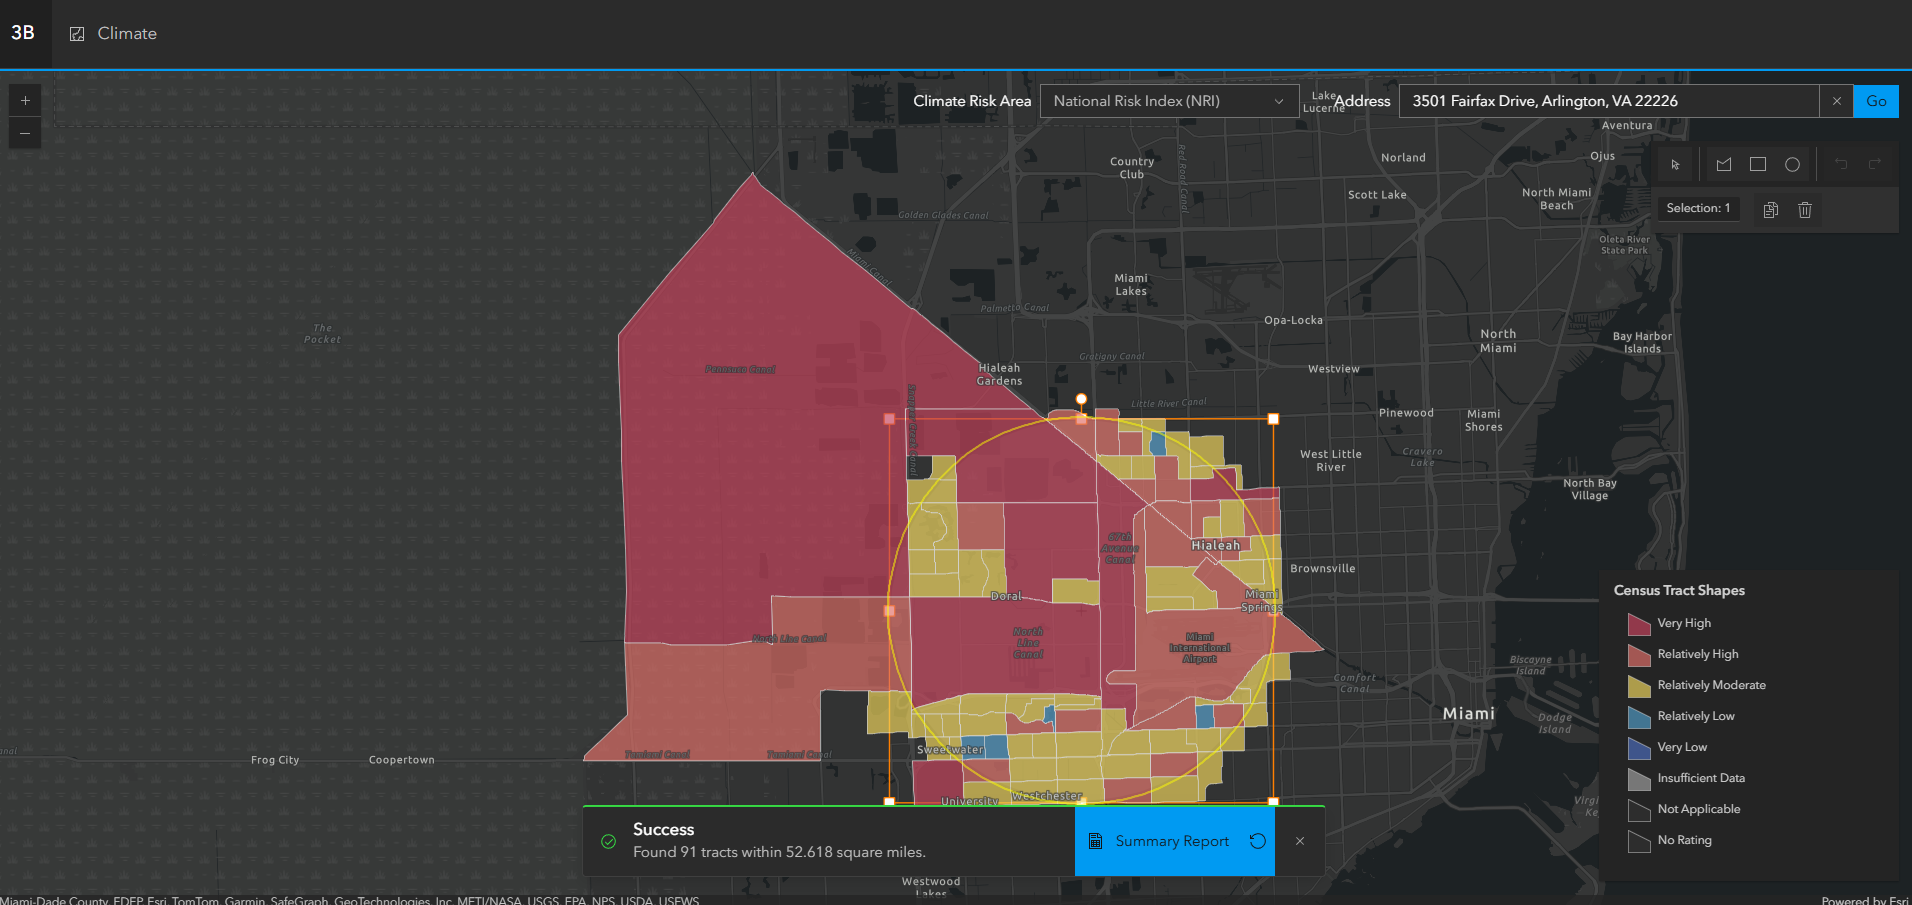 3B
Climate
+
−
Climate Risk Area
National Risk Index (NRI)
Lake
Lucerne
Address
3501 Fairfax Drive, Arlington, VA 22226
Go
Aventura
Country
Club
Red Road Canal
Norland
Ojus
Scott Lake
North Miami
Beach
Selection: 1
Golden Glades Canal
Oleta River
State Park
Miami Canal
Miami
Lakes
Palmetto Canal
Opa-Locka
The
Pocket
North
Miami
Bay Harbor
Islands
Gratigny Canal
Pennsuco Canal
Hialeah
Gardens
Westview
Little River Canal
Pinewood
Miami
Shores
West Little
River
Cravero
Lake
North Bay
Village
67th
Avenue
Canal
Hialeah
Brownsville
Doral
Miami
Springs
Census Tract Shapes
Very High
Relatively High
Relatively Moderate
Relatively Low
Very Low
Insufficient Data
Not Applicable
No Rating
North Line Canal
North
Line
Canal
Miami
International
Airport
Biscayne
Island
Comfort
Canal
Miami
Dodge
Island
Frog City
Coopertown
Tamiami Canal
Tamiami Canal
Sweetwater
University
Westchester
Success
Found 91 tracts within 52.618 square miles.
Summary Report
Westwood
Lakes
Miami-Dade County, FDEP, Esri, TomTom, Garmin, SafeGraph, GeoTechnologies, Inc, METI/NASA, USGS, EPA, NPS, USDA, USFWS
Powered by Esri